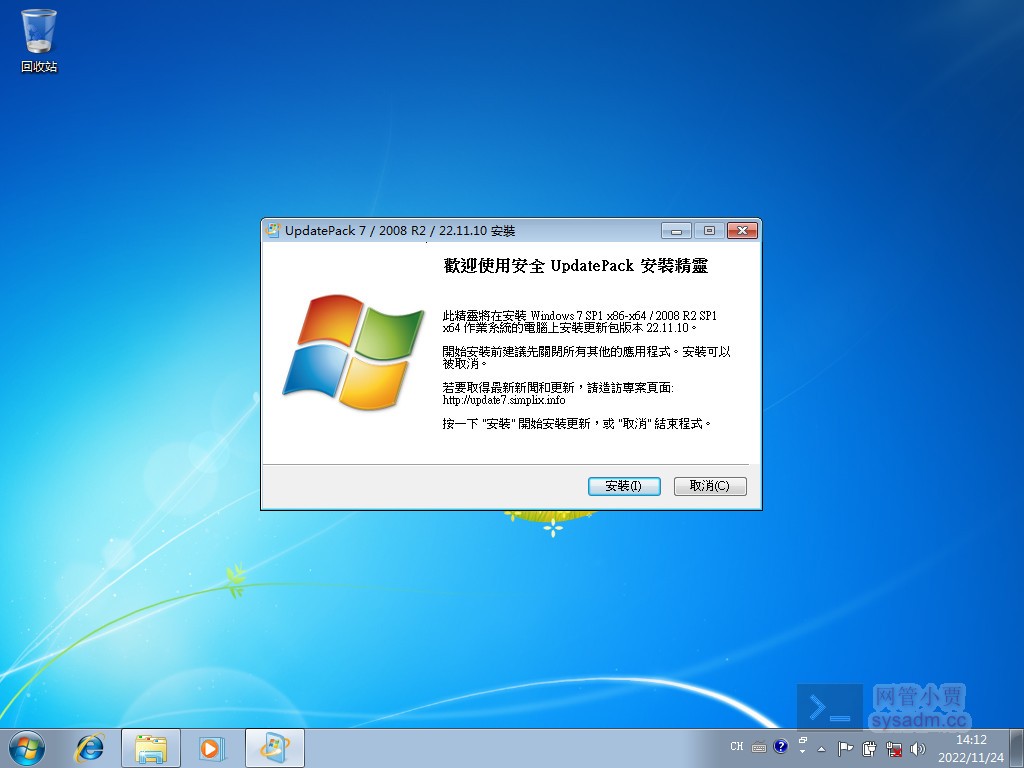 回收站
UpdatePack 7 / 2008 R2 / 22.11.10 安裝
歡迎使用安全 UpdatePack 安裝精靈
此精靈將在安裝 Windows 7 SP1 x86-x64 / 2008 R2 SP1
x64 作業系統的電腦上安裝更新包版本 22.11.10。
開始安裝前建議先關閉所有其他的應用程式。安裝可以
被取消。
若要取得最新新聞和更新，請造訪專案頁面:
http://update7.simplix.info
按一下 "安裝" 開始安裝更新，或 "取消" 結束程式。
安裝(I)
取消(C)
网管小贾
sysadm.cc
CH
14:12
2022/11/24